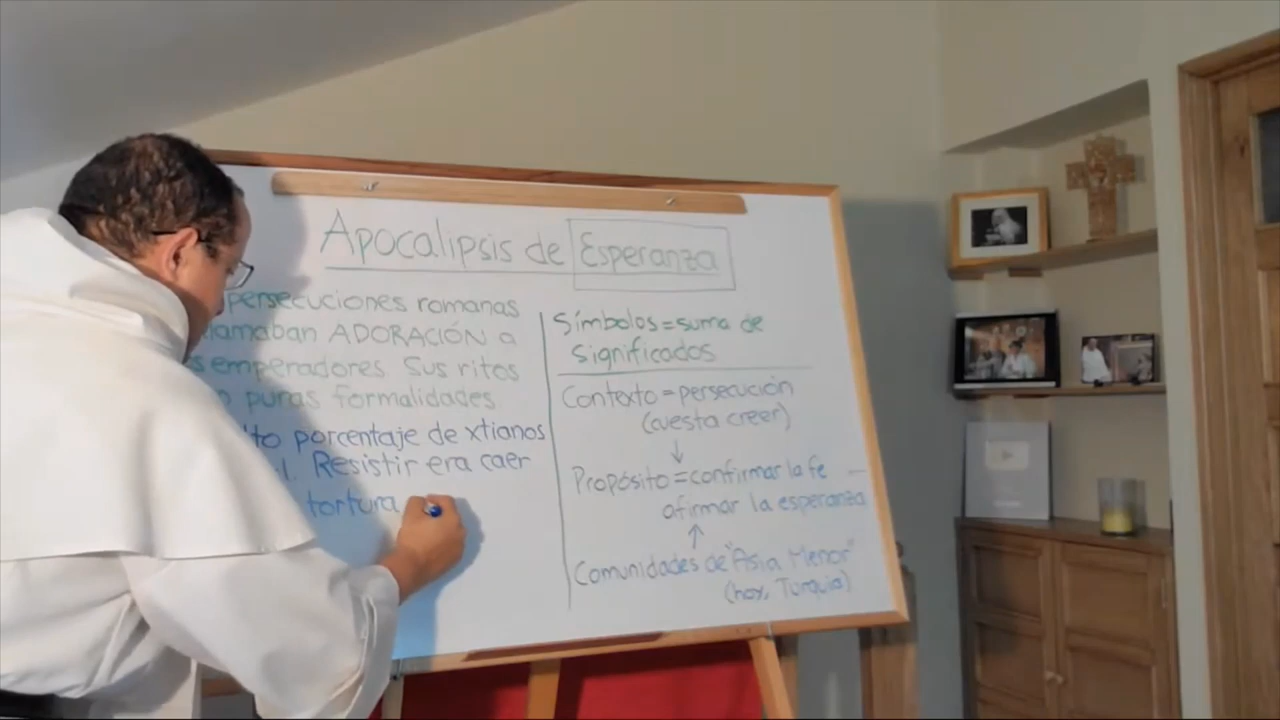 Apocalipsis de Esperanza
persecuciones romanas
amaban ADORACIÓN a
s emperadores. Sus ritos
o puras formalidades
to porcentaje de xtianos
l. Resistir era caer
tortura
Símbolos = suma de
significados
Contexto = persecución
(cuesta creer)
↓
Propósito = confirmar la fe
afirmar la esperanza
↑
Comunidades de "Asia Menor"
(hoy, Turquía)